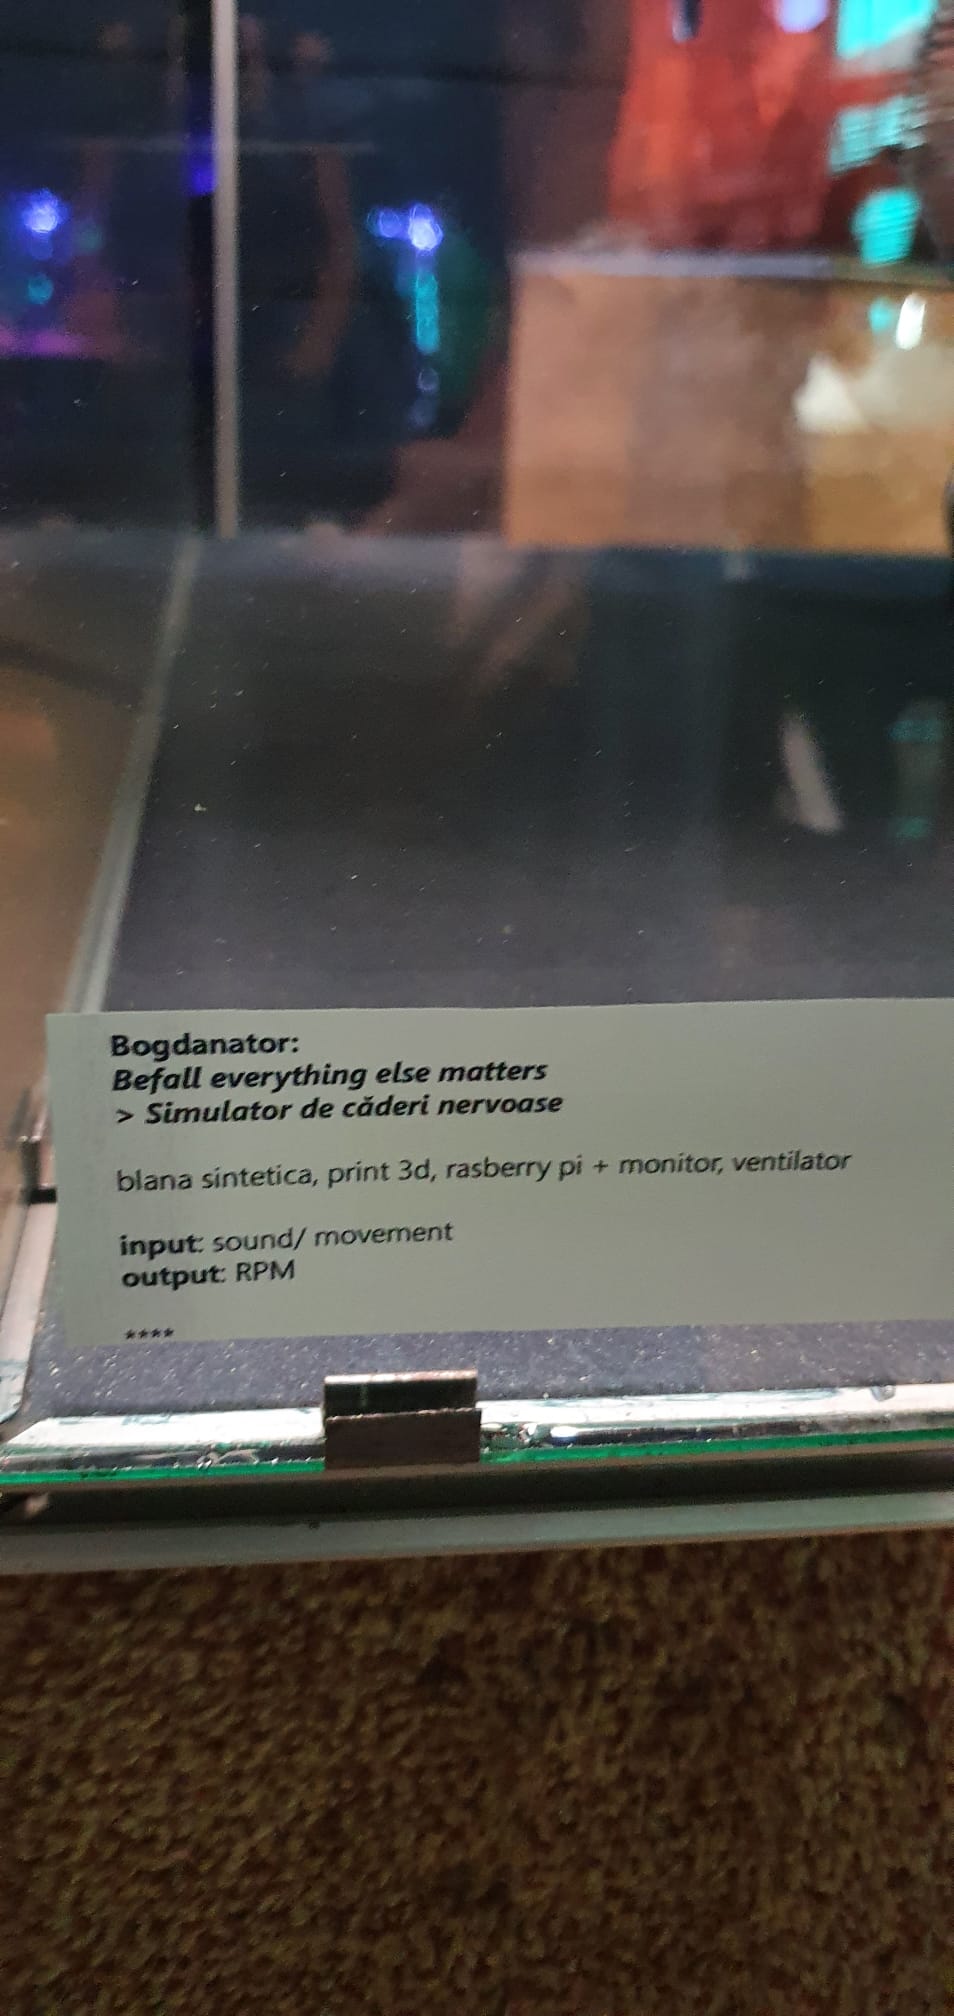 Bogdanator:
Befall everything else matters
> Simulator de căderi nervoase
blana sintetica, print 3d, rasberry pi + monitor, ventilator
input: sound/ movement
output: RPM
****